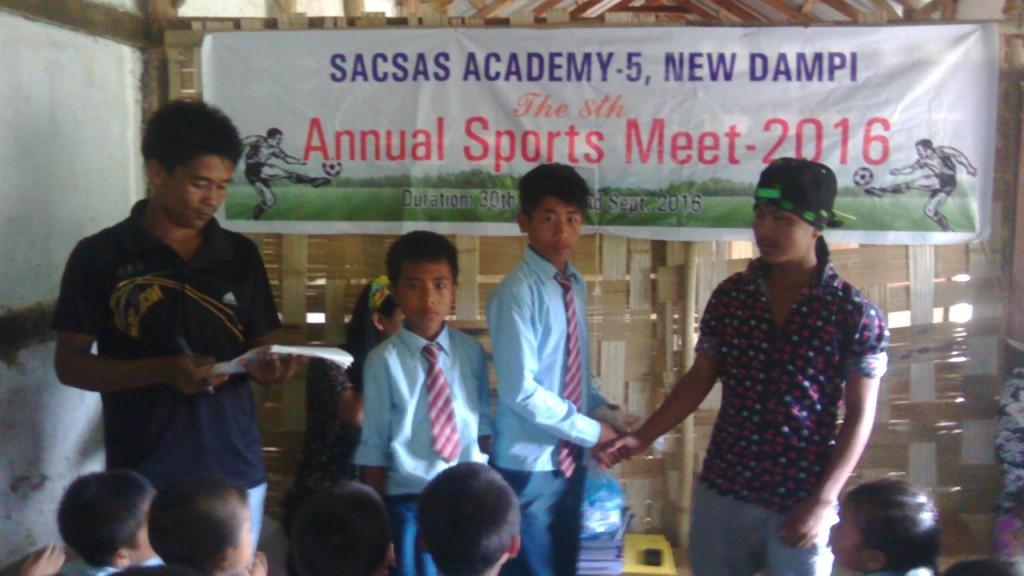 SACSAS ACADEMY-5, NEW DAMPI
The 8th
Annual Sports Meet-2016
Duration: 30th Sept. 2016